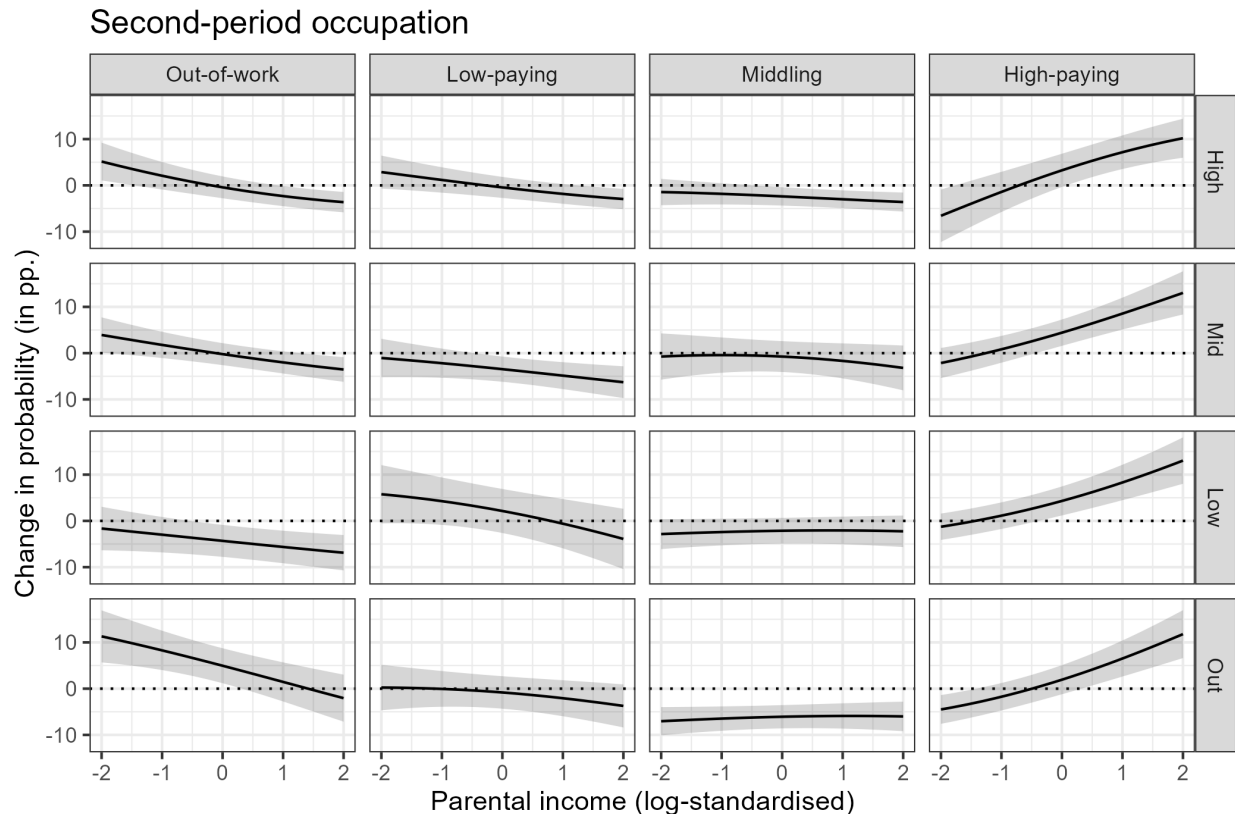 Second-period occupation
Out-of-work Low-paying Middling High-paying
10
0
-10
High
10
0
-10
Mid
10
0
-10
Low
10
0
-10
Out
Change in probability (in pp.)
-2 -1 0 1 2 -2 -1 0 1 2 -2 -1 0 1 2 -2 -1 0 1 2
Parental income (log-standardised)